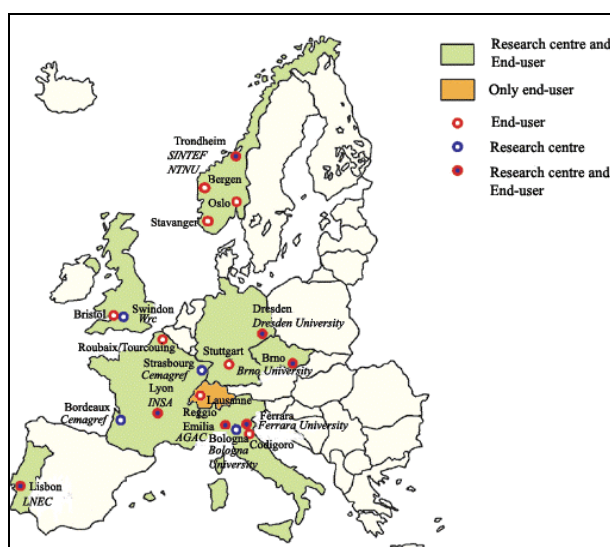 Research centre and
End-user
Only end-user
End-user
Research centre
Research centre and
End-user
Trondheim
SINTEF
NTNU
Bergen
Oslo
Stavanger
Bristol
Swindon
Wrc
Roubaix/Tourcouing
Dresden
Dresden University
Strasbourg
Cemagref
Stuttgart
Brno
Brno University
Lyon
INSA
Lausanne
Bordeaux
Cemagref
Reggio
Emilia
AGAC
Ferrara
Ferrara University
Bologna
Bologna
University
Codigoro
Lisbon
LNEC